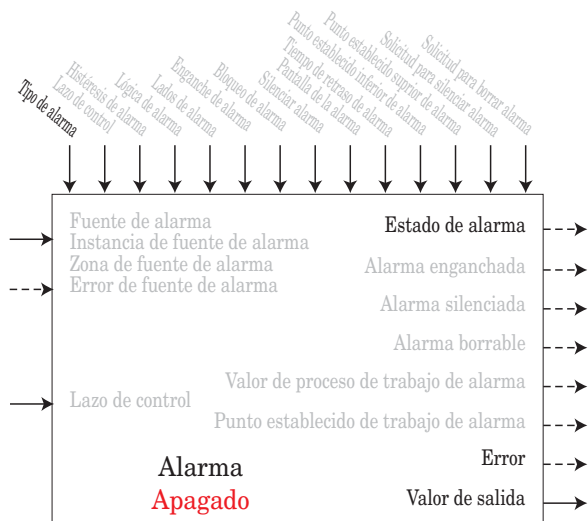 Tipo de alarma
Lazo de control
Histéresis de alarma
Lógica de alarma
Lados de alarma
Enganche de alarma
Bloqueo de alarma
Silenciar alarma
Pantalla de la alarma
Tiempo de retraso de alarma
Punto establecido inferior de alarma
Punto establecido suprior de alarma
Solicitud para silenciar alarma
Solicitud para borrar alarma
Fuente de alarma
Instancia de fuente de alarma
Zona de fuente de alarma
Error de fuente de alarma
Lazo de control
Estado de alarma
Alarma enganchada
Alarma silenciada
Alarma borrable
Valor de proceso de trabajo de alarma
Punto establecido de trabajo de alarma
Error
Valor de salida
Alarma
Apagado